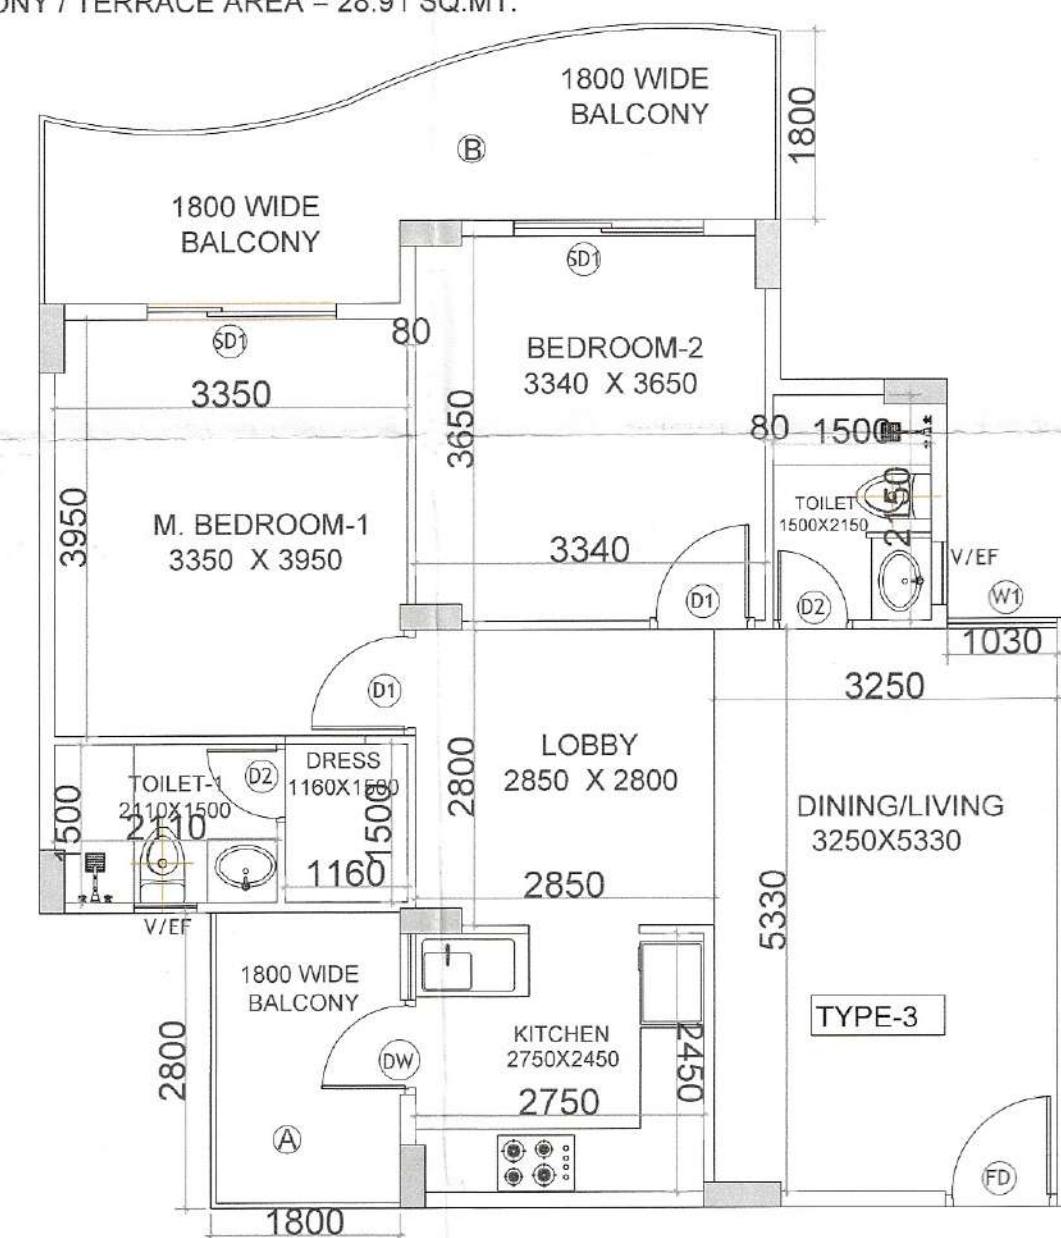 ONY / TERRACE AREA = 28.91 SQ.MT.
1800 WIDE
BALCONY
1800
B
1800 WIDE
BALCONY
SD1
SD1
80
BEDROOM-2
3340 X 3650
3350
3650
80
1500
3950
M. BEDROOM-1
3350 X 3950
TOILET
1500X2150
2150
3340
V/EF
D1
D2
W1
1030
D1
3250
LOBBY
2850 X 2800
2800
DRESS
1160X1500
D2
TOILET-1
2110X1500
2110
1500
1500
DINING/LIVING
3250X5330
1160
2850
5330
V/EF
1800 WIDE
BALCONY
TYPE-3
KITCHEN
2750X2450
2450
DW
2800
2750
A
FD
1800